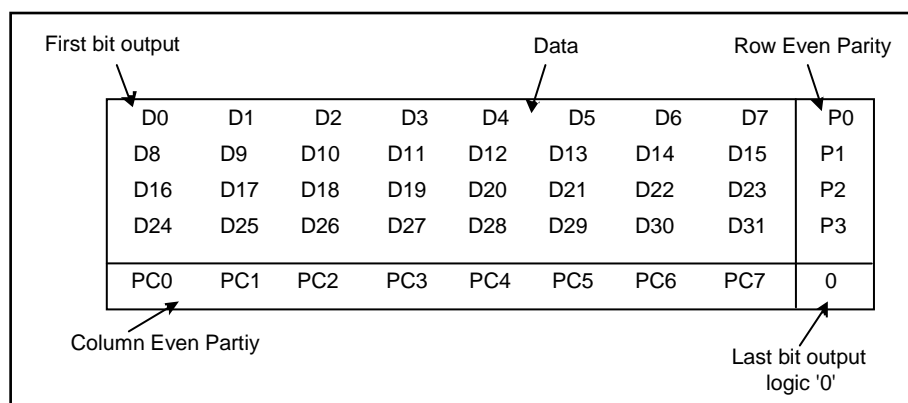 First bit output Data Row Even Parity
D0 D1 D2 D3 D4 D5 D6 D7 P0
D8 D9 D10 D11 D12 D13 D14 D15 P1
D16 D17 D18 D19 D20 D21 D22 D23 P2
D24 D25 D26 D27 D28 D29 D30 D31 P3
PC0 PC1 PC2 PC3 PC4 PC5 PC6 PC7 0
Column Even Partiy
Last bit output
logic '0'